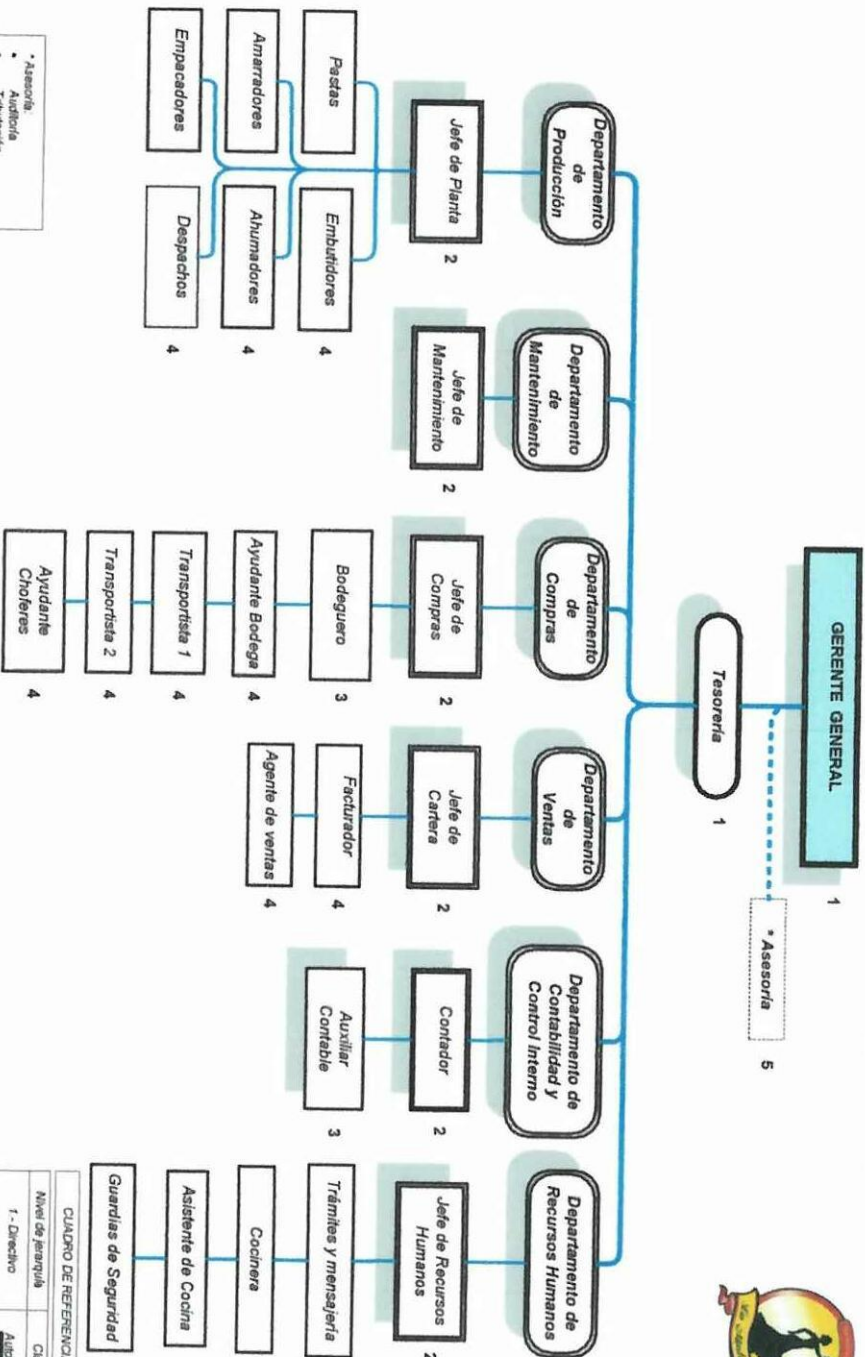 GERENTE GENERAL
1
* Asesoría
5
Tesorería
1
Departamento
de
Producción
Departamento
de
Mantenimiento
Departamento
de
Compras
Departamento
de
Ventas
Departamento de
Contabilidad y
Control Interno
Departamento de
Recursos Humanos
Jefe de Planta
2
Jefe de
Mantenimiento
2
Jefe de
Compras
2
Jefe de
Cartera
2
Contador
2
Jefe de Recursos
Humanos
2
Pastas
Embutidores
4
Bodeguero
3
Facturador
4
Auxiliar
Contable
3
Trámites y mensajería
Amarradores
Ahumadores
4
Ayudante Bodega
4
Agente de ventas
4
Cocinera
Empacadores
Despachos
4
Transportista 1
4
Asistente de Cocina
Transportista 2
4
Guardias de Seguridad
Ayudante
Choferes
4
* Asesoría:
• Auditoría
CUADRO DE REFERENCI
Nivel de jerarquía
1.- Directivo